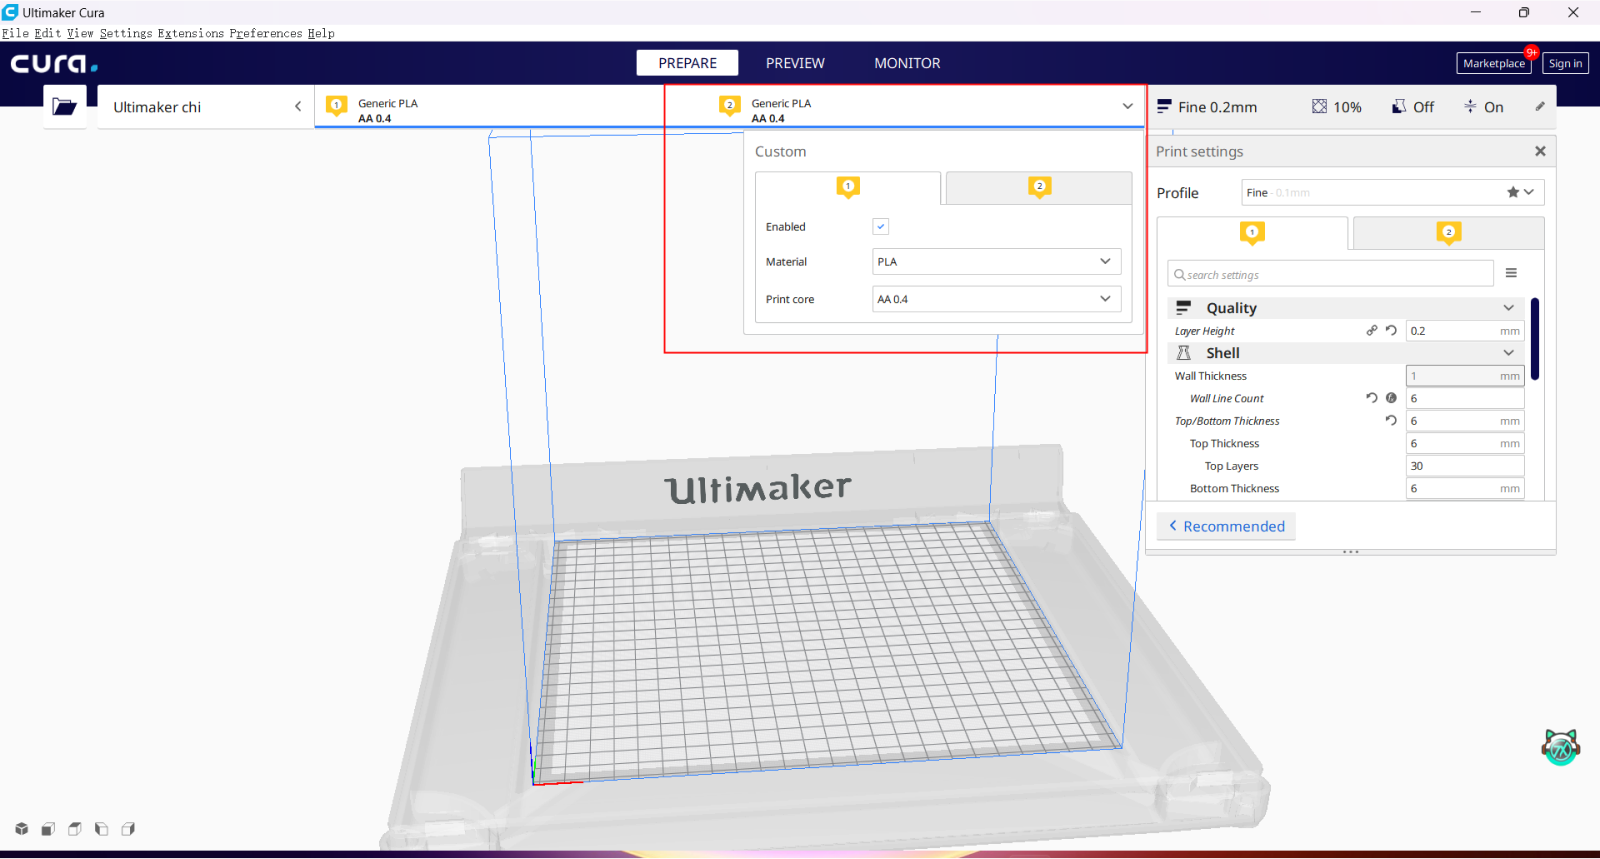 Ultimaker Cura
File Edit View Settings Extensions Preferences Help
cura.
PREPARE PREVIEW MONITOR
Marketplace 9+ Sign in
Ultimaker chi
1 Generic PLA
AA 0.4
2 Generic PLA
AA 0.4
Fine 0.2mm 10% Off On
Custom
1 2
Enabled
Material PLA
Print core AA 0.4
Print settings
Profile Fine - 0.1mm
1 2
search settings
Quality
Layer Height 0.2 mm
Shell
Wall Thickness 1 mm
Wall Line Count 6
Top/Bottom Thickness 6 mm
Top Thickness 6 mm
Top Layers 30
Bottom Thickness 6 mm
Recommended
Ultimaker